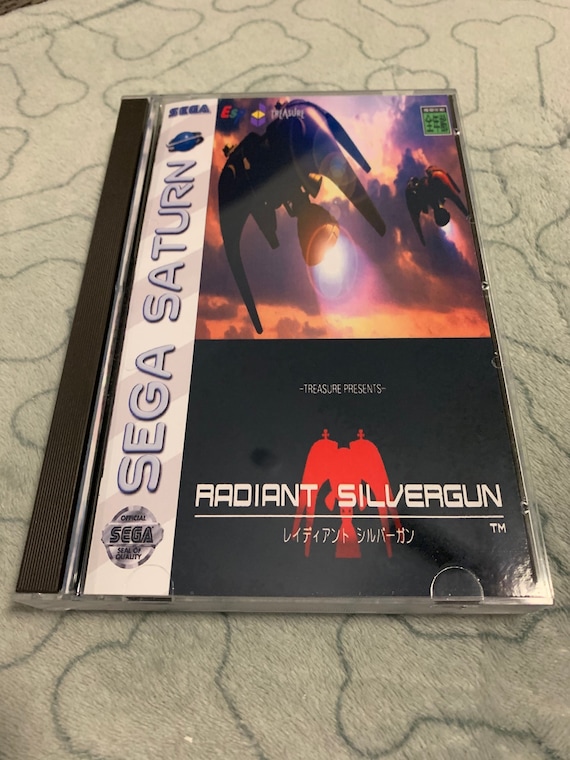 SEGA
SEGA SATURN
ESP
TREASURE
-TREASURE PRESENTS-
RADIANT SILVERGUN
TM
レイディアント シルバーガン
OFFICIAL
SEGA
SEAL OF
QUALITY